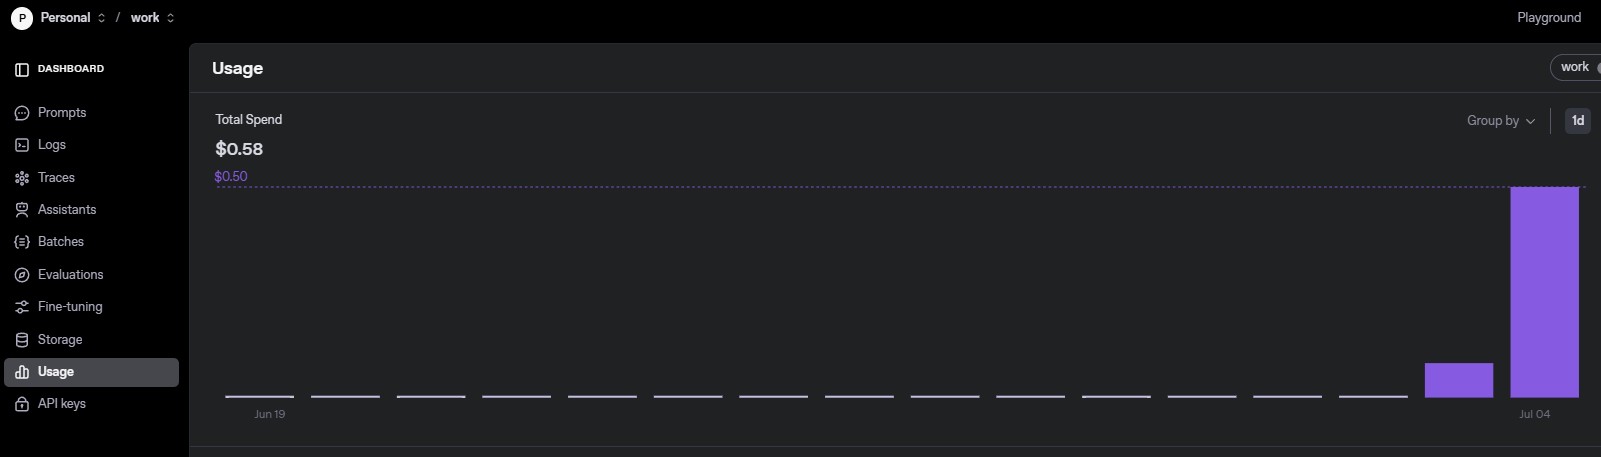 P Personal / work Playground
DASHBOARD
Prompts
Logs
Traces
Assistants
Batches
Evaluations
Fine-tuning
Storage
Usage
API keys
Usage
work
Total Spend
Group by 1d
$0.58
$0.50
Jun 19 Jul 04